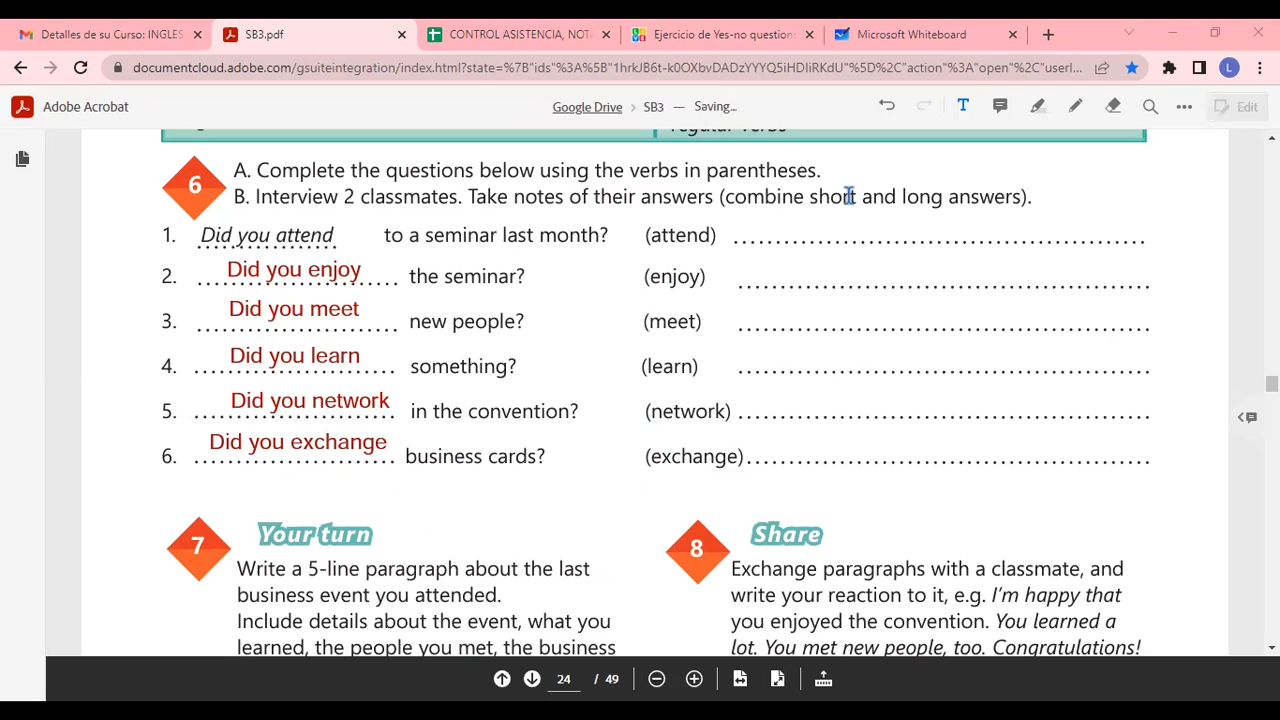 Detalles de su Curso: INGLES
SB3.pdf
CONTROL ASISTENCIA, NOTA
Ejercicio de Yes-no questions
Microsoft Whiteboard
documentcloud.adobe.com/gsuiteintegration/index.html?state=%7B"ids"%3A%5B"1hrkJB6t-k0OXbvDADzYYYQ5iHDIiRKdU"%5D%2C"action"%3A"open"%2C"userI...
L
Adobe Acrobat
Google Drive > SB3 — Saving...
Edit
regular verbs
6
A. Complete the questions below using the verbs in parentheses.
B. Interview 2 classmates. Take notes of their answers (combine short and long answers).
1. Did you attend to a seminar last month? (attend)
2. Did you enjoy the seminar? (enjoy)
3. Did you meet new people? (meet)
4. Did you learn something? (learn)
5. Did you network in the convention? (network)
6. Did you exchange business cards? (exchange)
7 Your turn
Write a 5-line paragraph about the last
business event you attended.
Include details about the event, what you
learned, the people you met, the business
8 Share
Exchange paragraphs with a classmate, and
write your reaction to it, e.g. I'm happy that
you enjoyed the convention. You learned a
lot. You met new people, too. Congratulations!
24 / 49